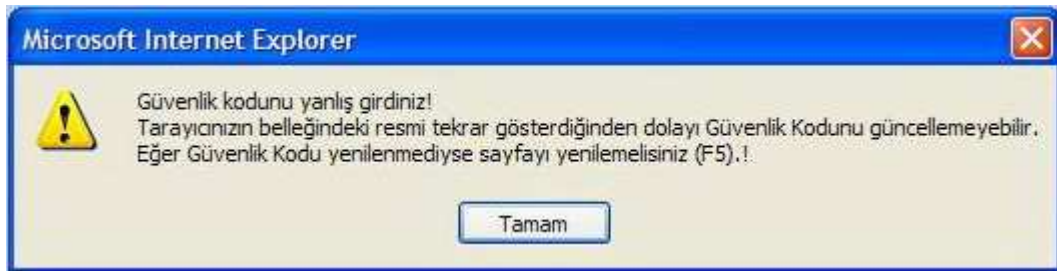 Microsoft Internet Explorer
Güvenlik kodunu yanlış girdiniz!
Tarayıcınızın belleğindeki resmi tekrar gösterdiğinden dolayı Güvenlik Kodunu güncellemeyebilir.
Eğer Güvenlik Kodu yenilenmediyse sayfayı yenilemelisiniz (F5).!
Tamam